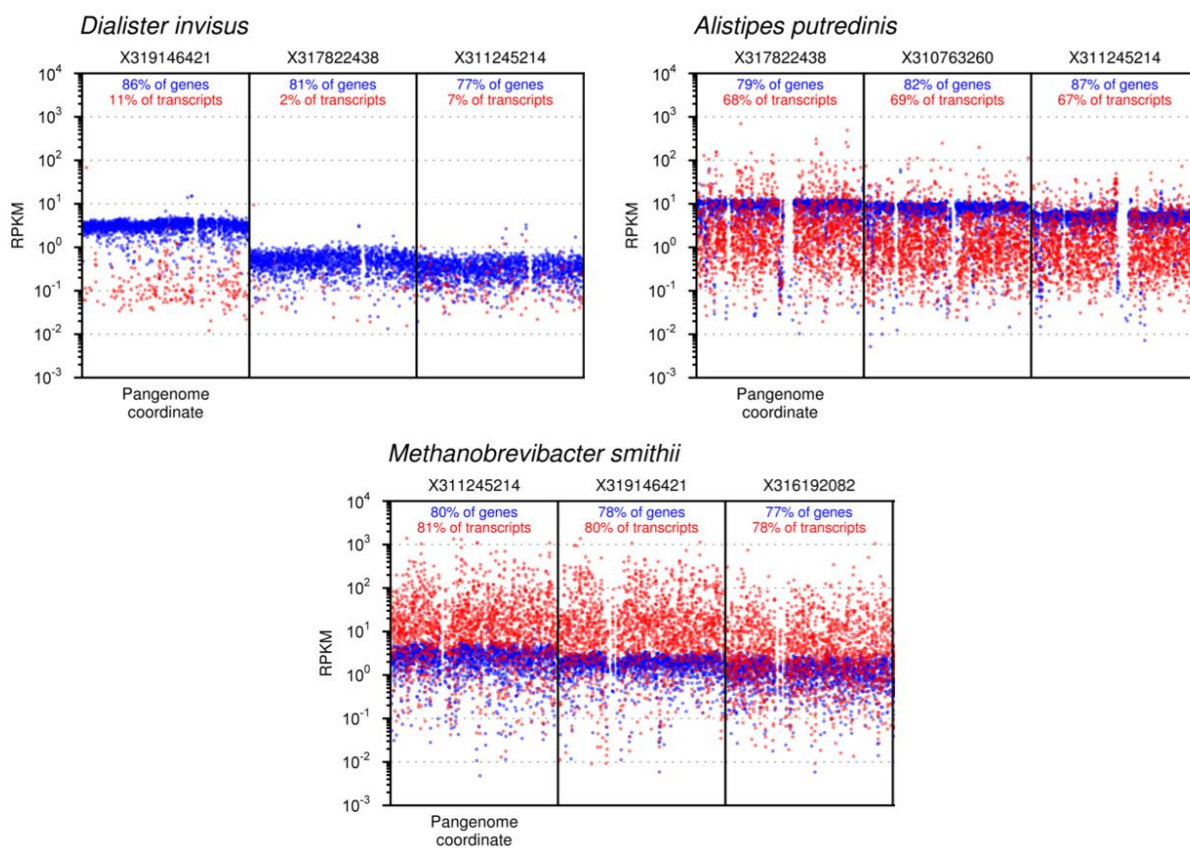 Dialister invisus
X319146421 X317822438 X311245214
86% of genes 81% of genes 77% of genes
11% of transcripts 2% of transcripts 7% of transcripts
RPKM
10^4
10^3
10^2
10^1
10^0
10^-1
10^-2
10^-3
Pangenome
coordinate
Alistipes putredinis
X317822438 X310763260 X311245214
79% of genes 82% of genes 87% of genes
68% of transcripts 69% of transcripts 67% of transcripts
RPKM
10^4
10^3
10^2
10^1
10^0
10^-1
10^-2
10^-3
Pangenome
coordinate
Methanobrevibacter smithii
X311245214 X319146421 X316192082
80% of genes 78% of genes 77% of genes
81% of transcripts 80% of transcripts 78% of transcripts
RPKM
10^4
10^3
10^2
10^1
10^0
10^-1
10^-2
10^-3
Pangenome
coordinate